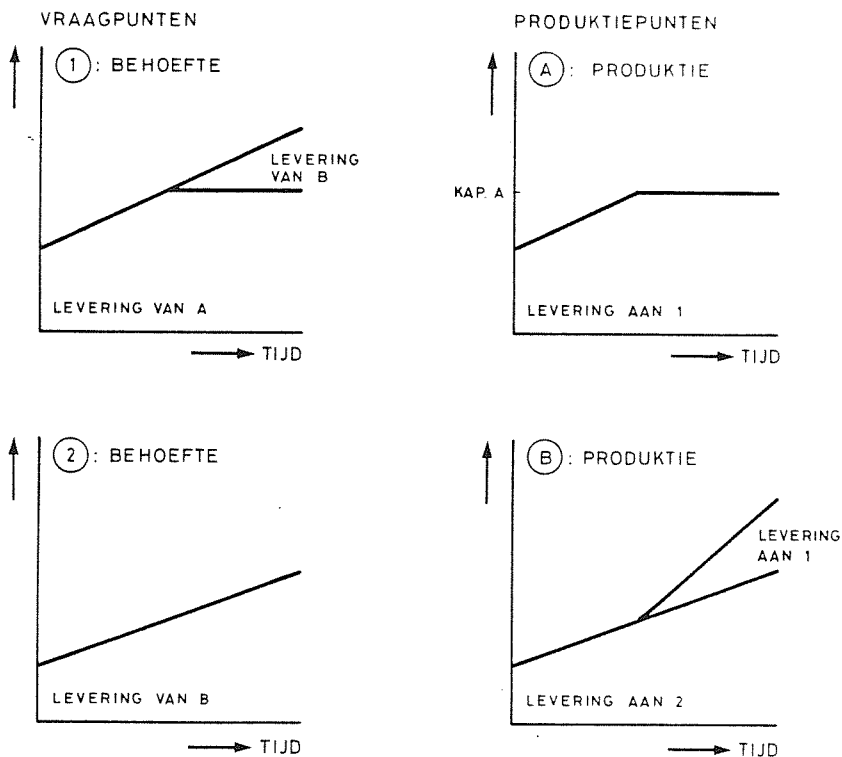 VRAAGPUNTEN
1: BEHOEFTE
LEVERING
VAN B
LEVERING VAN A
TIJD
PRODUKTIEPUNTEN
A: PRODUKTIE
KAP. A
LEVERING AAN 1
TIJD
2: BEHOEFTE
LEVERING VAN B
TIJD
B: PRODUKTIE
LEVERING
AAN 1
LEVERING AAN 2
TIJD